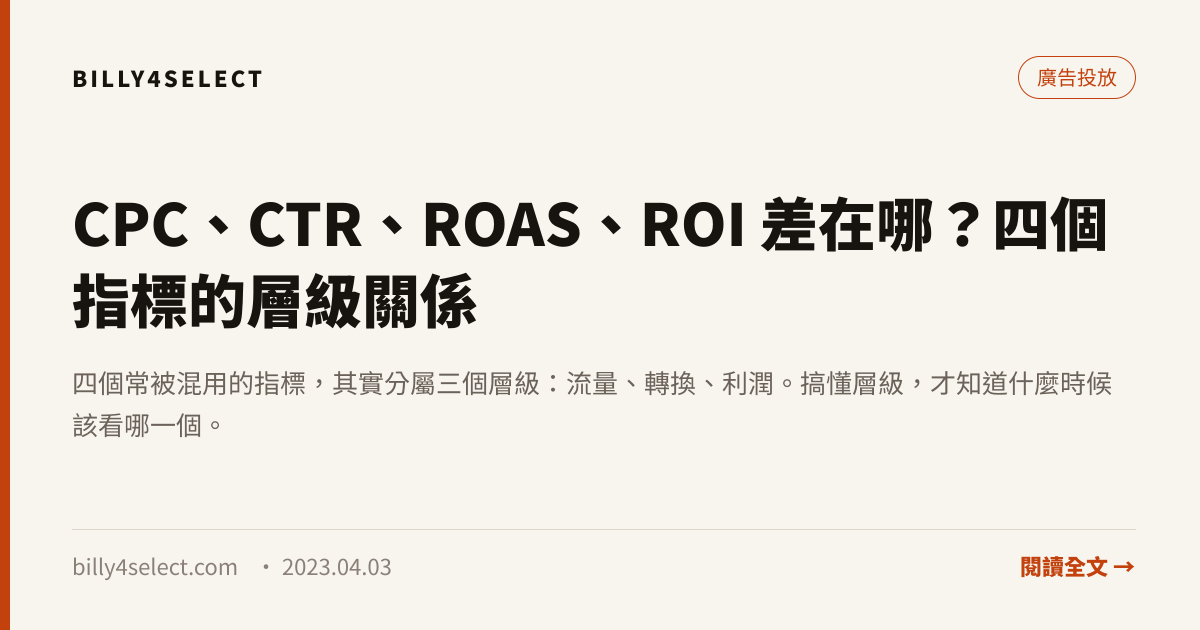 BILLY4SELECT
廣告投放
CPC、CTR、ROAS、ROI 差在哪？四個
指標的層級關係
四個常被混用的指標，其實分屬三個層級：流量、轉換、利潤。搞懂層級，才知道什麼時候
該看哪一個。
billy4select.com ・ 2023.04.03
閱讀全文 →